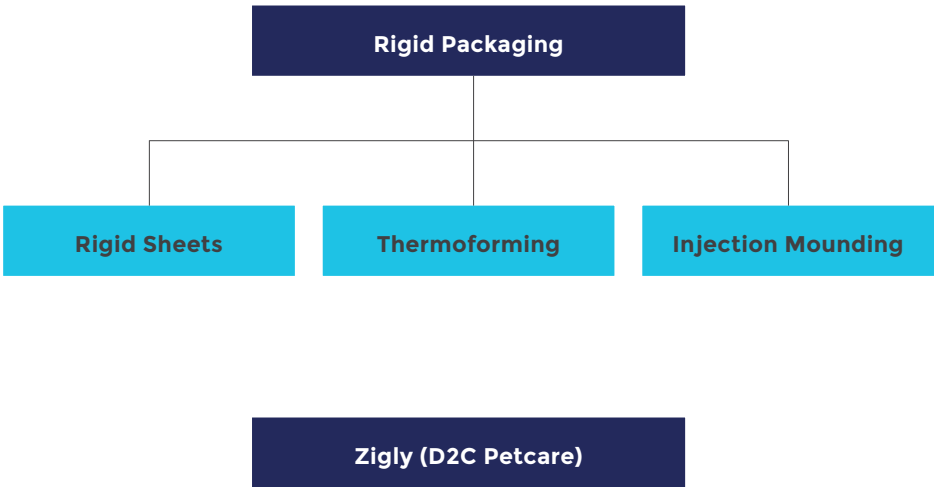 Rigid Packaging
Rigid Sheets
Thermoforming
Injection Mounding
Zigly (D2C Petcare)